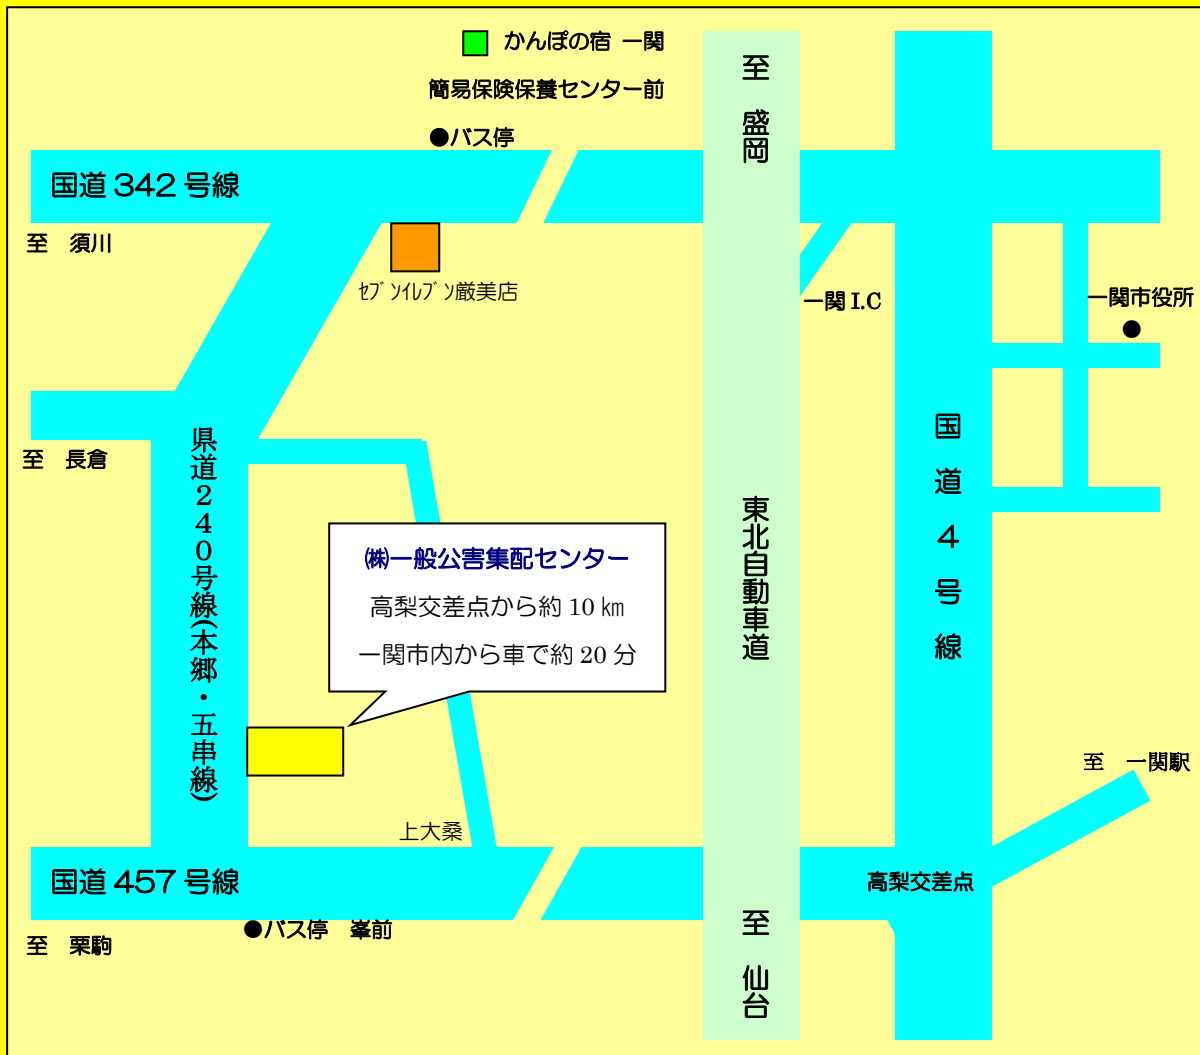 かんぽの宿 一関
簡易保険保養センター前
●バス停
至 盛岡
国道 342 号線
至 須川
ｾﾌﾞﾝｲﾚﾌﾞﾝ厳美店
一関 I.C
一関市役所
至 長倉
県道240号線(本郷・五串線)
㈱一般公害集配センター
高梨交差点から約 10 ㎞
一関市内から車で約 20 分
東北自動車道
国道4号線
至 一関駅
上大桑
国道 457 号線
高梨交差点
●バス停 峯前
至 栗駒
至 仙台